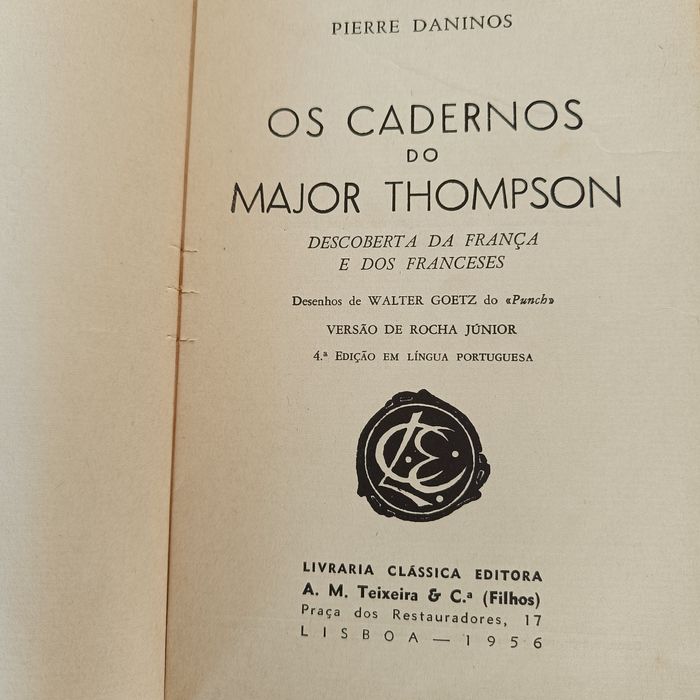 PIERRE DANINOS
OS CADERNOS
DO
MAJOR THOMPSON
DESCOBERTA DA FRANÇA
E DOS FRANCESES
Desenhos de WALTER GOETZ do «Punch»
VERSÃO DE ROCHA JÚNIOR
4.ª EDIÇÃO EM LÍNGUA PORTUGUESA
LCE
LIVRARIA CLÁSSICA EDITORA
A. M. Teixeira & C.ª (Filhos)
Praça dos Restauradores, 17
LISBOA — 1956